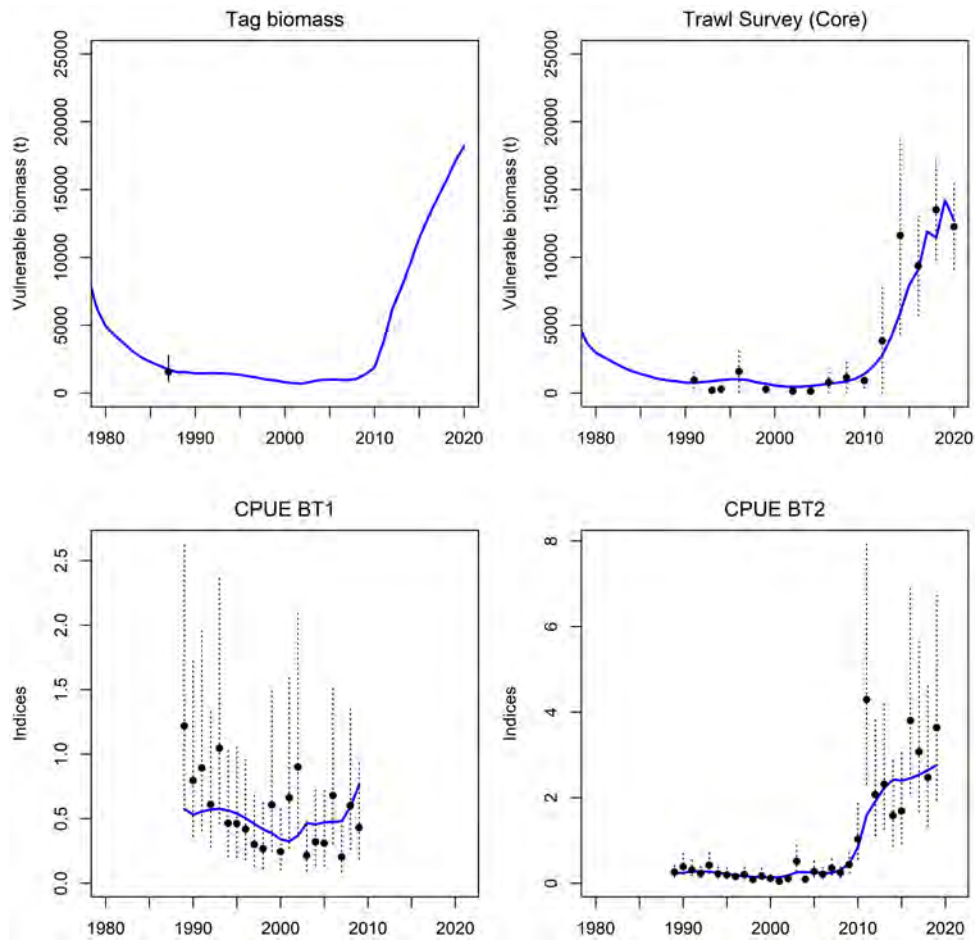 Tag biomass
Vulnerable biomass (t)
25000
20000
15000
10000
5000
0
1980 1990 2000 2010 2020
Trawl Survey (Core)
Vulnerable biomass (t)
25000
20000
15000
10000
5000
0
1980 1990 2000 2010 2020
CPUE BT1
Indices
2.5
2.0
1.5
1.0
0.5
0.0
1980 1990 2000 2010 2020
CPUE BT2
Indices
8
6
4
2
0
1980 1990 2000 2010 2020